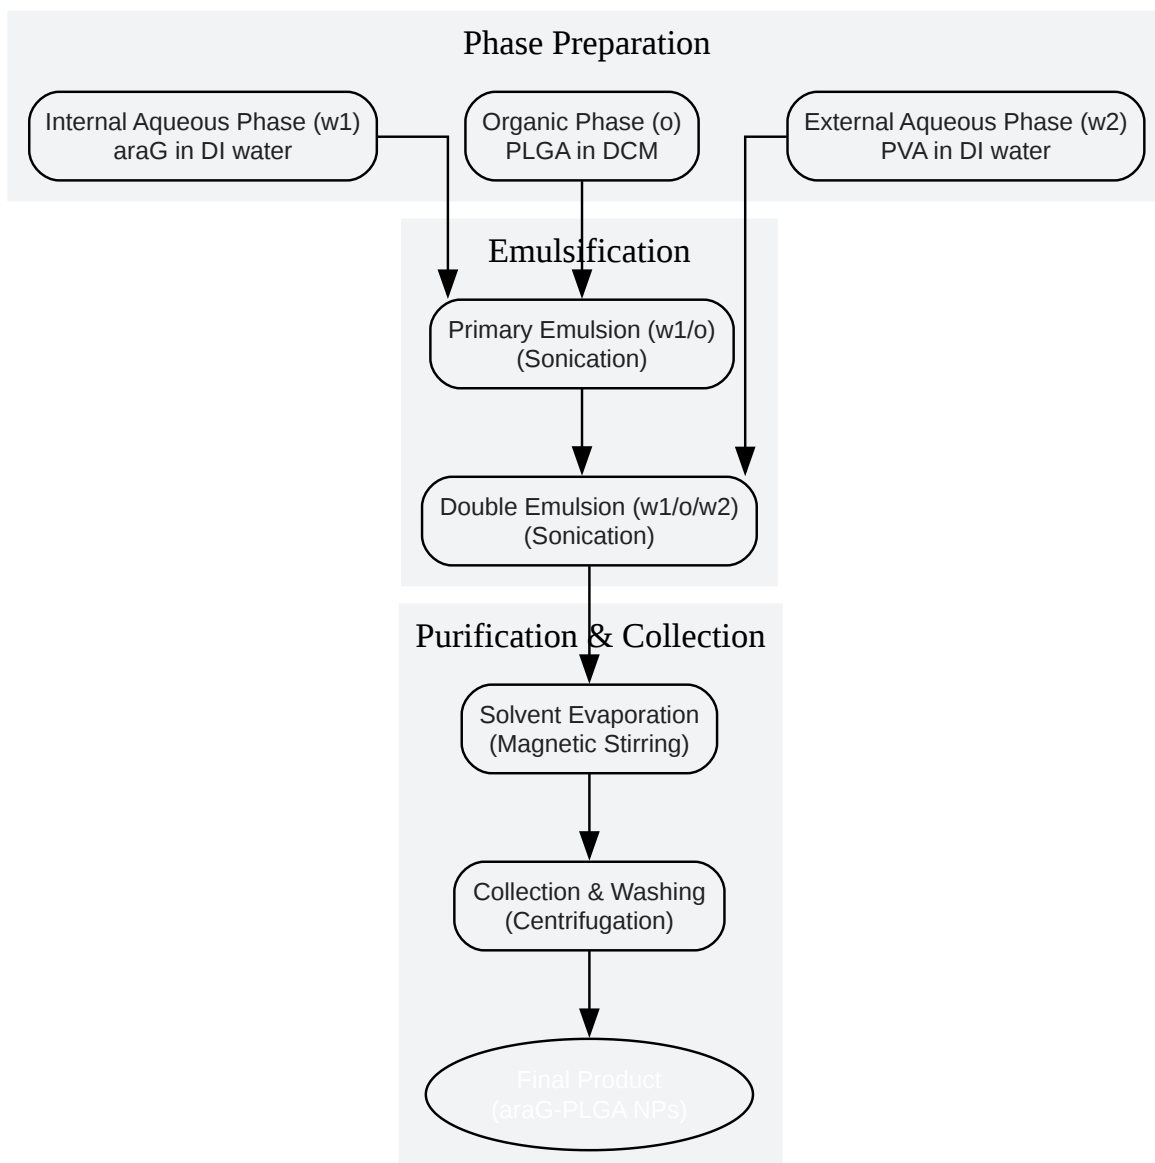 Phase Preparation
Internal Aqueous Phase (w1)
araG in DI water
Organic Phase (o)
PLGA in DCM
External Aqueous Phase (w2)
PVA in DI water
Emulsification
Primary Emulsion (w1/o)
(Sonication)
Double Emulsion (w1/o/w2)
(Sonication)
Purification & Collection
Solvent Evaporation
(Magnetic Stirring)
Collection & Washing
(Centrifugation)
Final Product
(araG-PLGA NPs)